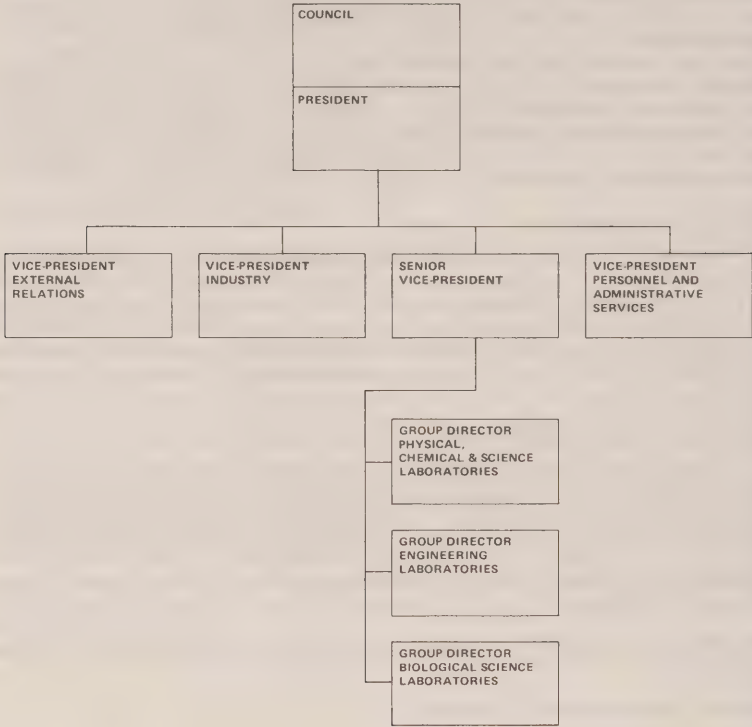 COUNCIL
PRESIDENT
VICE-PRESIDENT
EXTERNAL
RELATIONS
VICE-PRESIDENT
INDUSTRY
SENIOR
VICE-PRESIDENT
VICE-PRESIDENT
PERSONNEL AND
ADMINISTRATIVE
SERVICES
GROUP DIRECTOR
PHYSICAL,
CHEMICAL & SCIENCE
LABORATORIES
GROUP DIRECTOR
ENGINEERING
LABORATORIES
GROUP DIRECTOR
BIOLOGICAL SCIENCE
LABORATORIES